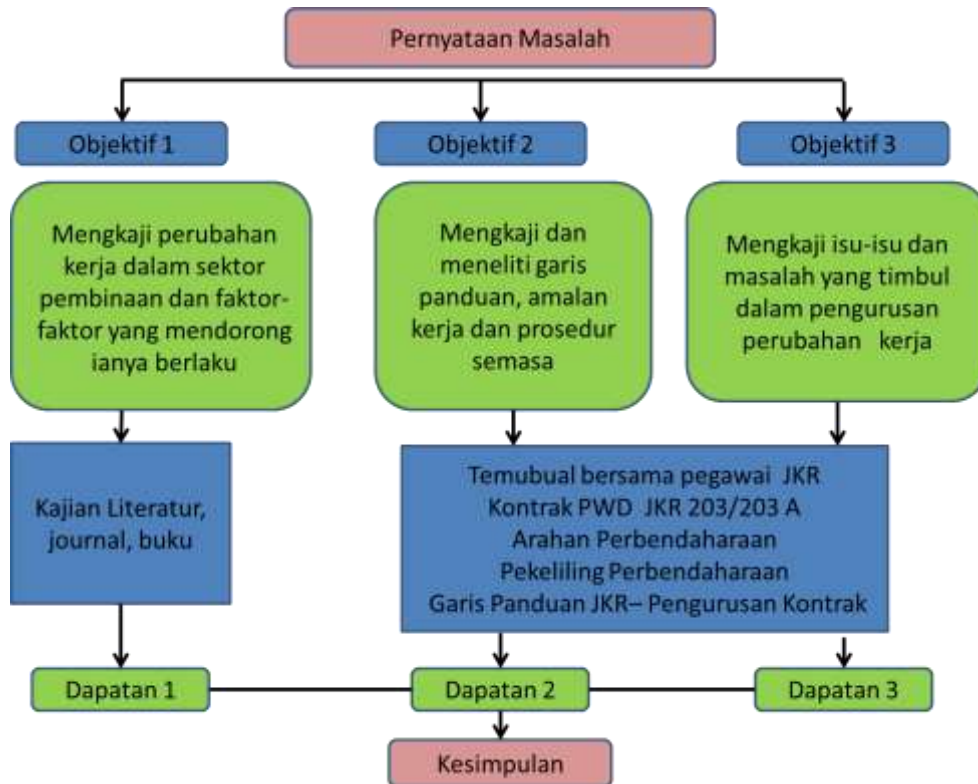 Pernyataan Masalah
Objektif 1
Objektif 2
Objektif 3
Mengkaji perubahan
kerja dalam sektor
pembinaan dan faktor-
faktor yang mendorong
ianya berlaku
Mengkaji dan
meneliti garis
panduan, amalan
kerja dan prosedur
semasa
Mengkaji isu-isu dan
masalah yang timbul
dalam pengurusan
perubahan kerja
Kajian Literatur,
journal, buku
Temubual bersama pegawai JKR
Kontrak PWD JKR 203/203 A
Arahan Perbendaharaan
Pekeliling Perbendaharaan
Garis Panduan JKR– Pengurusan Kontrak
Dapatan 1
Dapatan 2
Dapatan 3
Kesimpulan